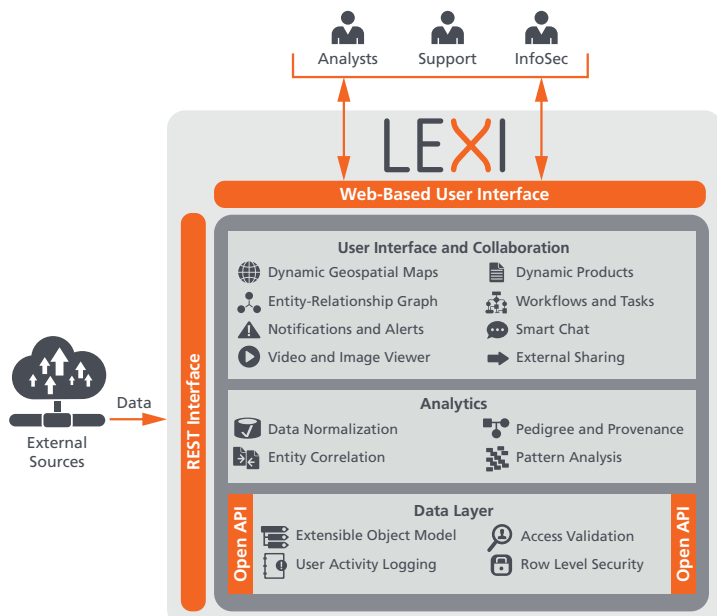 Analysts
Support
InfoSec
LEXI
Web-Based User Interface
REST Interface
User Interface and Collaboration
Dynamic Geospatial Maps
Dynamic Products
Entity-Relationship Graph
Workflows and Tasks
Notifications and Alerts
Smart Chat
Video and Image Viewer
External Sharing
Data
External
Sources
Analytics
Data Normalization
Pedigree and Provenance
Entity Correlation
Pattern Analysis
Open API
Data Layer
Extensible Object Model
Access Validation
User Activity Logging
Row Level Security
Open API